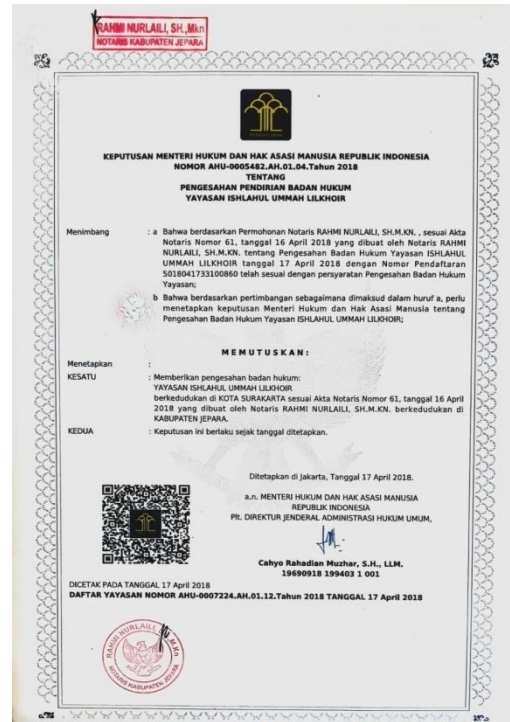 RAHMI NURLAILI, SH.,Mkn
NOTARIS KABUPATEN JEPARA
KEPUTUSAN MENTERI HUKUM DAN HAK ASASI MANUSIA REPUBLIK INDONESIA
NOMOR AHU-0005482.AH.01.04.Tahun 2018
TENTANG
PENGESAHAN PENDIRIAN BADAN HUKUM
YAYASAN ISHLAHUL UMMAH LILKHOIR
Menimbang : a Bahwa berdasarkan Permohonan Notaris RAHMI NURLAILI, SH.M.KN. , sesuai Akta
Notaris Nomor 61, tanggal 16 April 2018 yang dibuat oleh Notaris RAHMI
NURLAILI, SH.M.KN. tentang Pengesahan Badan Hukum Yayasan ISHLAHUL
UMMAH LILKHOIR tanggal 17 April 2018 dengan Nomor Pendaftaran
5018041733100860 telah sesuai dengan persyaratan Pengesahan Badan Hukum
Yayasan;
b Bahwa berdasarkan pertimbangan sebagaimana dimaksud dalam huruf a, perlu
menetapkan keputusan Menteri Hukum dan Hak Asasi Manusia tentang
Pengesahan Badan Hukum Yayasan ISHLAHUL UMMAH LILKHOIR;
M E M U T U S K A N :
Menetapkan :
KESATU : Memberikan pengesahan badan hukum:
YAYASAN ISHLAHUL UMMAH LILKHOIR
berkedudukan di KOTA SURAKARTA sesuai Akta Notaris Nomor 61, tanggal 16 April
2018 yang dibuat oleh Notaris RAHMI NURLAILI, SH.M.KN. berkedudukan di
KABUPATEN JEPARA.
KEDUA : Keputusan ini berlaku sejak tanggal ditetapkan.
Ditetapkan di Jakarta, Tanggal 17 April 2018.
a.n. MENTERI HUKUM DAN HAK ASASI MANUSIA
REPUBLIK INDONESIA
Plt. DIREKTUR JENDERAL ADMINISTRASI HUKUM UMUM,
Cahyo Rahadian Muzhar, S.H., LLM.
19690918 199403 1 001
DICETAK PADA TANGGAL 17 April 2018
DAFTAR YAYASAN NOMOR AHU-0007224.AH.01.12.Tahun 2018 TANGGAL 17 April 2018
RAHMI NURLAILI, M.Kn
NOTARIS KABUPATEN JEPARA